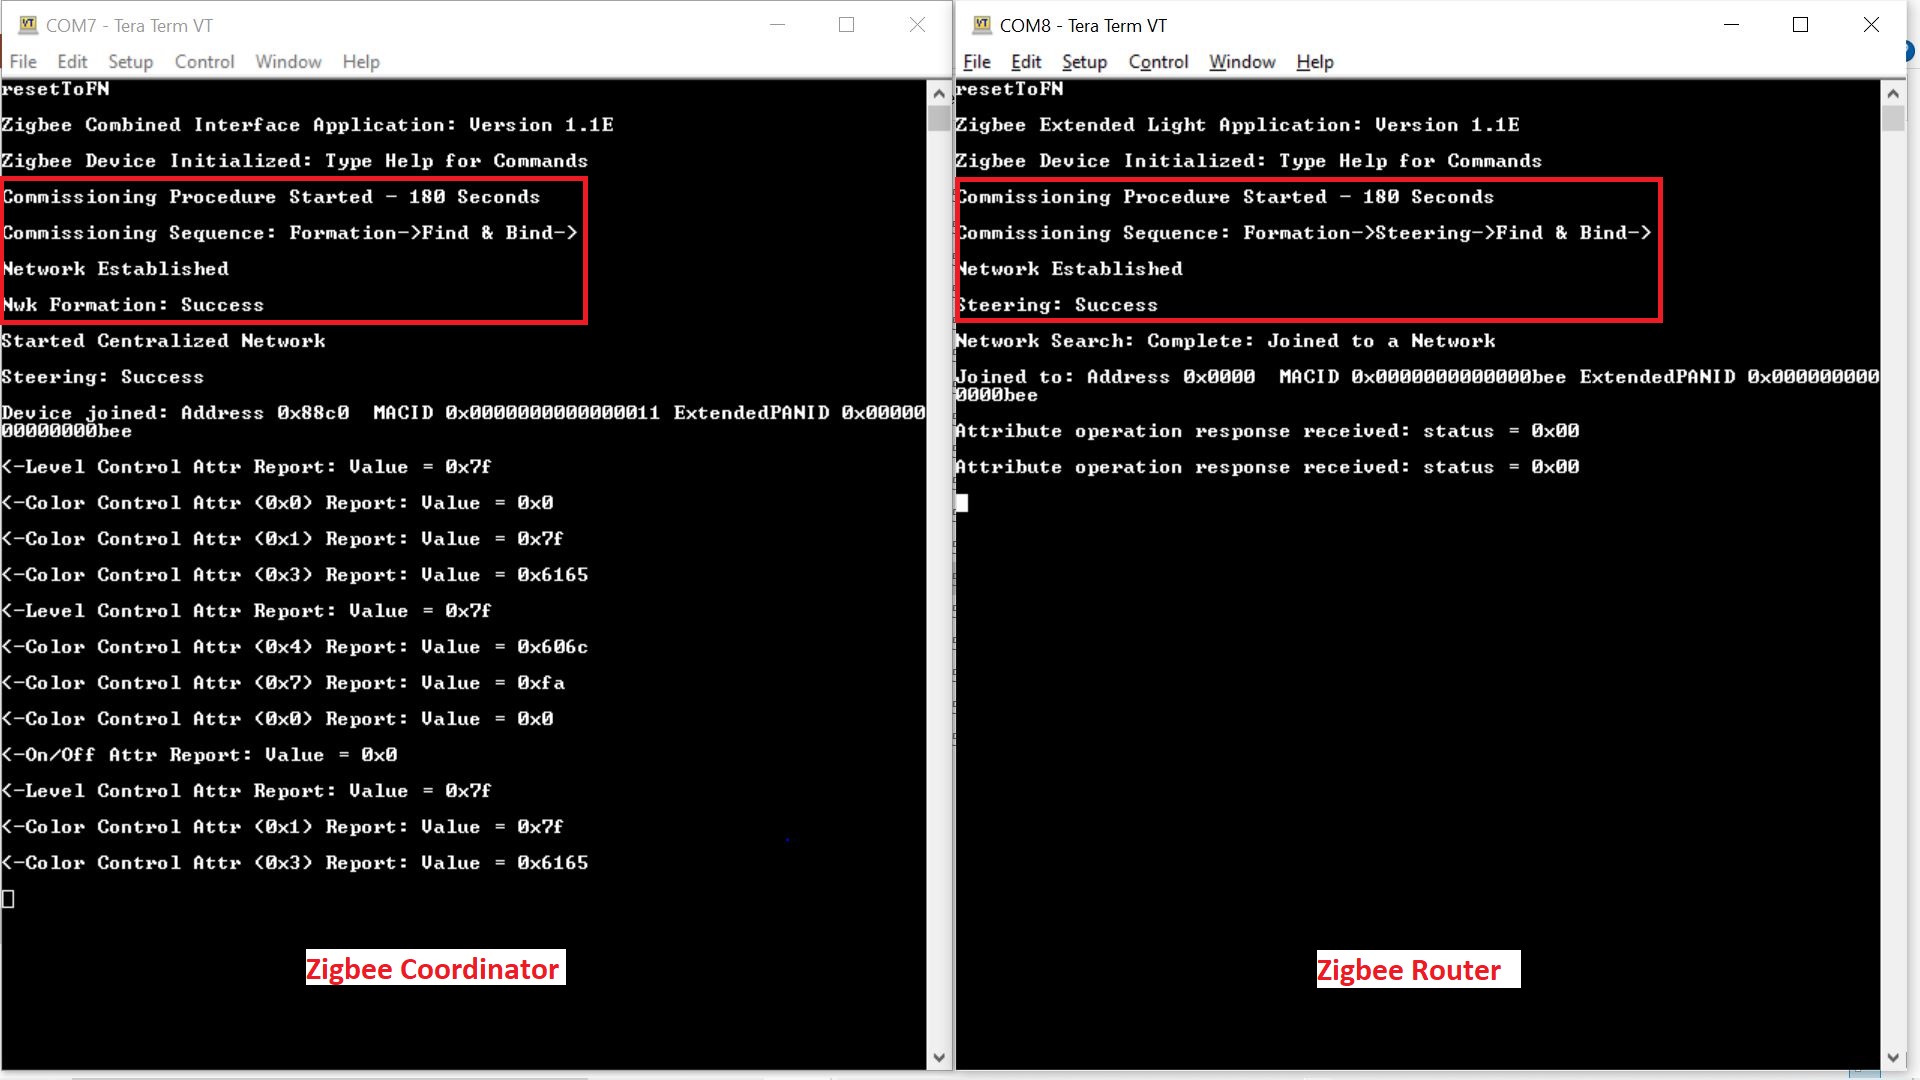 COM7 - Tera Term VT
File Edit Setup Control Window Help
resetToFN
Zigbee Combined Interface Application: Version 1.1E
Zigbee Device Initialized: Type Help for Commands
Commissioning Procedure Started - 180 Seconds
Commissioning Sequence: Formation->Find & Bind->
Network Established
Nwk Formation: Success
Started Centralized Network
Steering: Success
Device joined: Address 0x88c0  MACID 0x0000000000000011 ExtendedPANID 0x00000
00000000bee
<-Level Control Attr Report: Value = 0x7f
<-Color Control Attr (0x0) Report: Value = 0x0
<-Color Control Attr (0x1) Report: Value = 0x7f
<-Color Control Attr (0x3) Report: Value = 0x6165
<-Level Control Attr Report: Value = 0x7f
<-Color Control Attr (0x4) Report: Value = 0x606c
<-Color Control Attr (0x7) Report: Value = 0xfa
<-Color Control Attr (0x0) Report: Value = 0x0
<-On/Off Attr Report: Value = 0x0
<-Level Control Attr Report: Value = 0x7f
<-Color Control Attr (0x1) Report: Value = 0x7f
<-Color Control Attr (0x3) Report: Value = 0x6165
Zigbee Coordinator
COM8 - Tera Term VT
File Edit Setup Control Window Help
resetToFN
Zigbee Extended Light Application: Version 1.1E
Zigbee Device Initialized: Type Help for Commands
Commissioning Procedure Started - 180 Seconds
Commissioning Sequence: Formation->Steering->Find & Bind->
Network Established
Steering: Success
Network Search: Complete: Joined to a Network
Joined to: Address 0x0000  MACID 0x0000000000000bee ExtendedPANID 0x000000000
0000bee
Attribute operation response received: status = 0x00
Attribute operation response received: status = 0x00
Zigbee Router